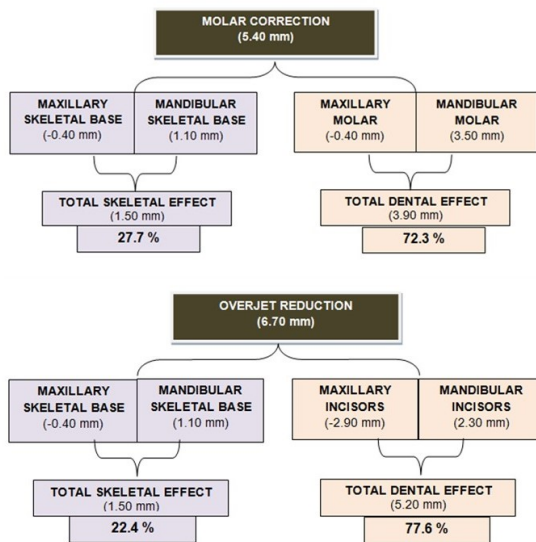 MOLAR CORRECTION
(5.40 mm)
MAXILLARY
SKELETAL BASE
(-0.40 mm)
MANDIBULAR
SKELETAL BASE
(1.10 mm)
MAXILLARY
MOLAR
(-0.40 mm)
MANDIBULAR
MOLAR
(3.50 mm)
TOTAL SKELETAL EFFECT
(1.50 mm)
27.7 %
TOTAL DENTAL EFFECT
(3.90 mm)
72.3 %
OVERJET REDUCTION
(6.70 mm)
MAXILLARY
SKELETAL BASE
(-0.40 mm)
MANDIBULAR
SKELETAL BASE
(1.10 mm)
MAXILLARY
INCISORS
(-2.90 mm)
MANDIBULAR
INCISORS
(2.30 mm)
TOTAL SKELETAL EFFECT
(1.50 mm)
22.4 %
TOTAL DENTAL EFFECT
(5.20 mm)
77.6 %